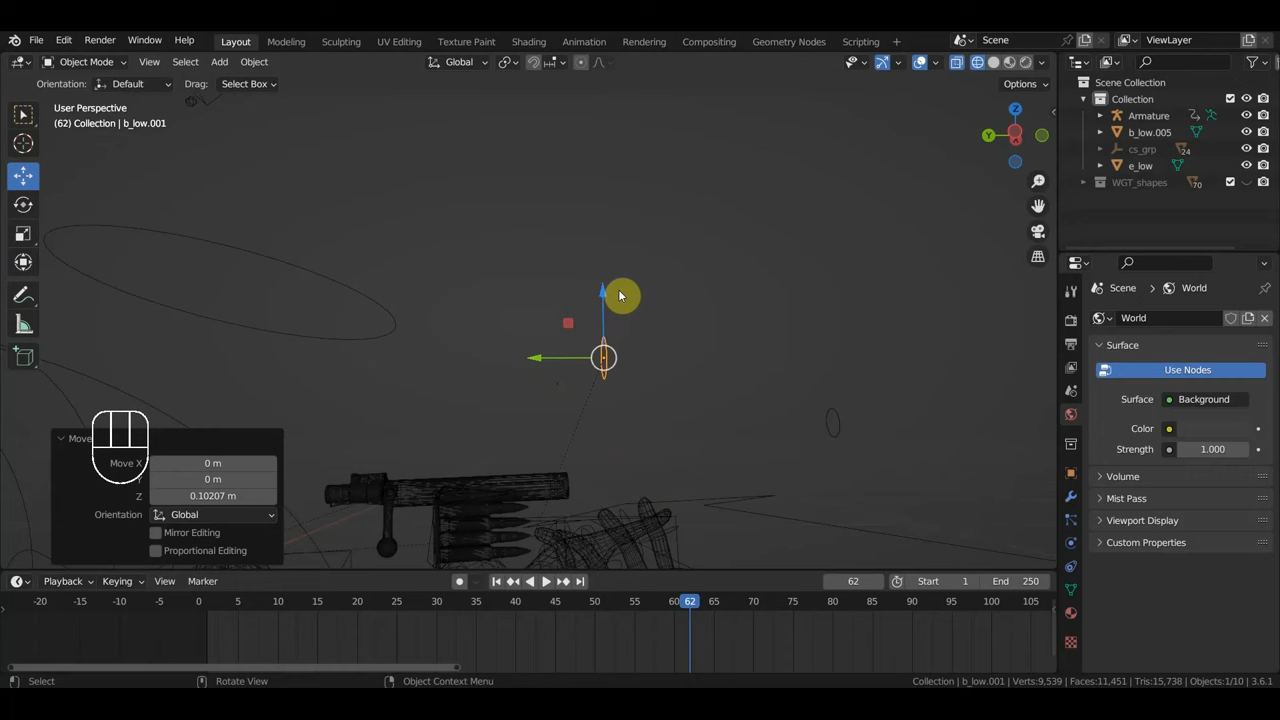 File Edit Render Window Help Layout Modeling Sculpting UV Editing Texture Paint Shading Animation Rendering Compositing Geometry Nodes Scripting + Scene ViewLayer
Object Mode View Select Add Object Global
Orientation: Default Drag: Select Box Options
User Perspective
(62) Collection | b_low.001
Scene Collection
Collection
Armature
b_low.005
cs_grp 24
e_low
WGT_shapes 70
Z
Y
Scene World
World
Surface
Use Nodes
Surface Background
Color
Strength 1.000
Volume
Mist Pass
Viewport Display
Custom Properties
Move
Move X 0 m
Y 0 m
Z 0.10207 m
Orientation Global
Mirror Editing
Proportional Editing
Playback Keying View Marker 62 Start 1 End 250
-20 -15 -10 -5 0 5 10 15 20 25 30 35 40 45 50 55 60 62 65 70 75 80 85 90 95 100 105
Select Rotate View Object Context Menu Collection | b_low.001 | Verts:9,539 | Faces:11,451 | Tris:15,738 | Objects:1/10 | 3.6.1